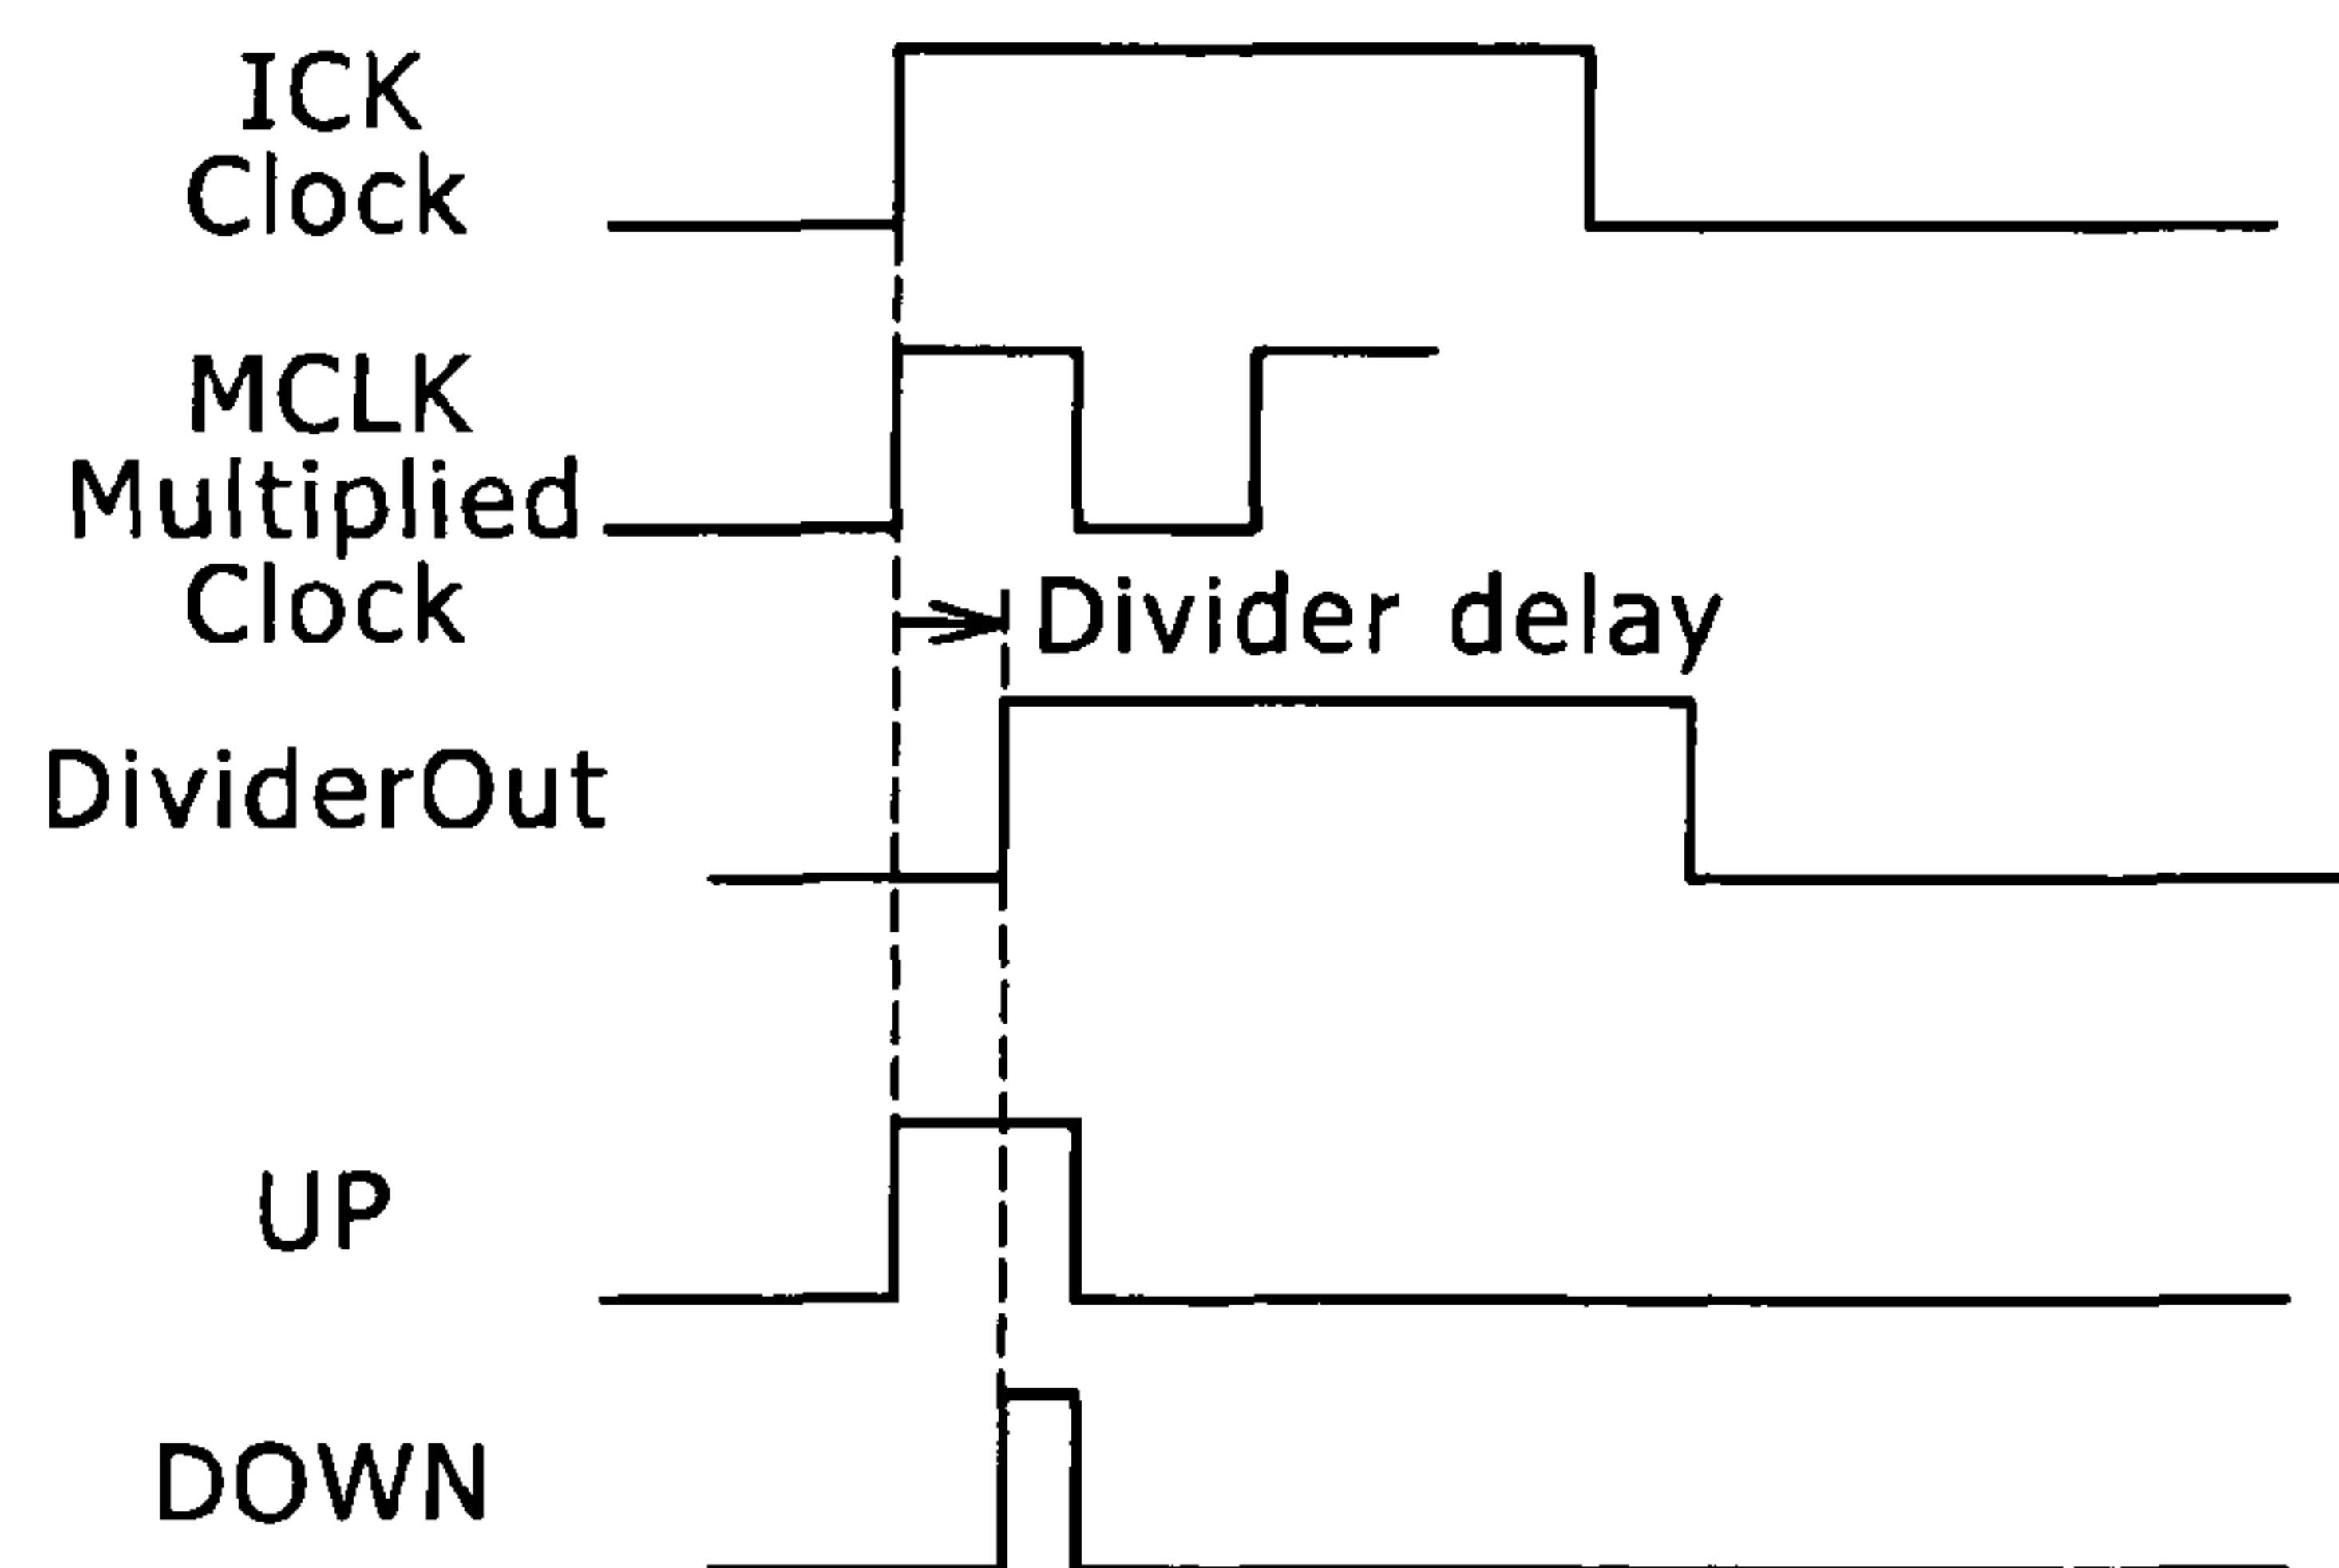 ICK
Clock
MCLK
Multiplied
Clock
Divider delay
DividerOut
UP
DOWN